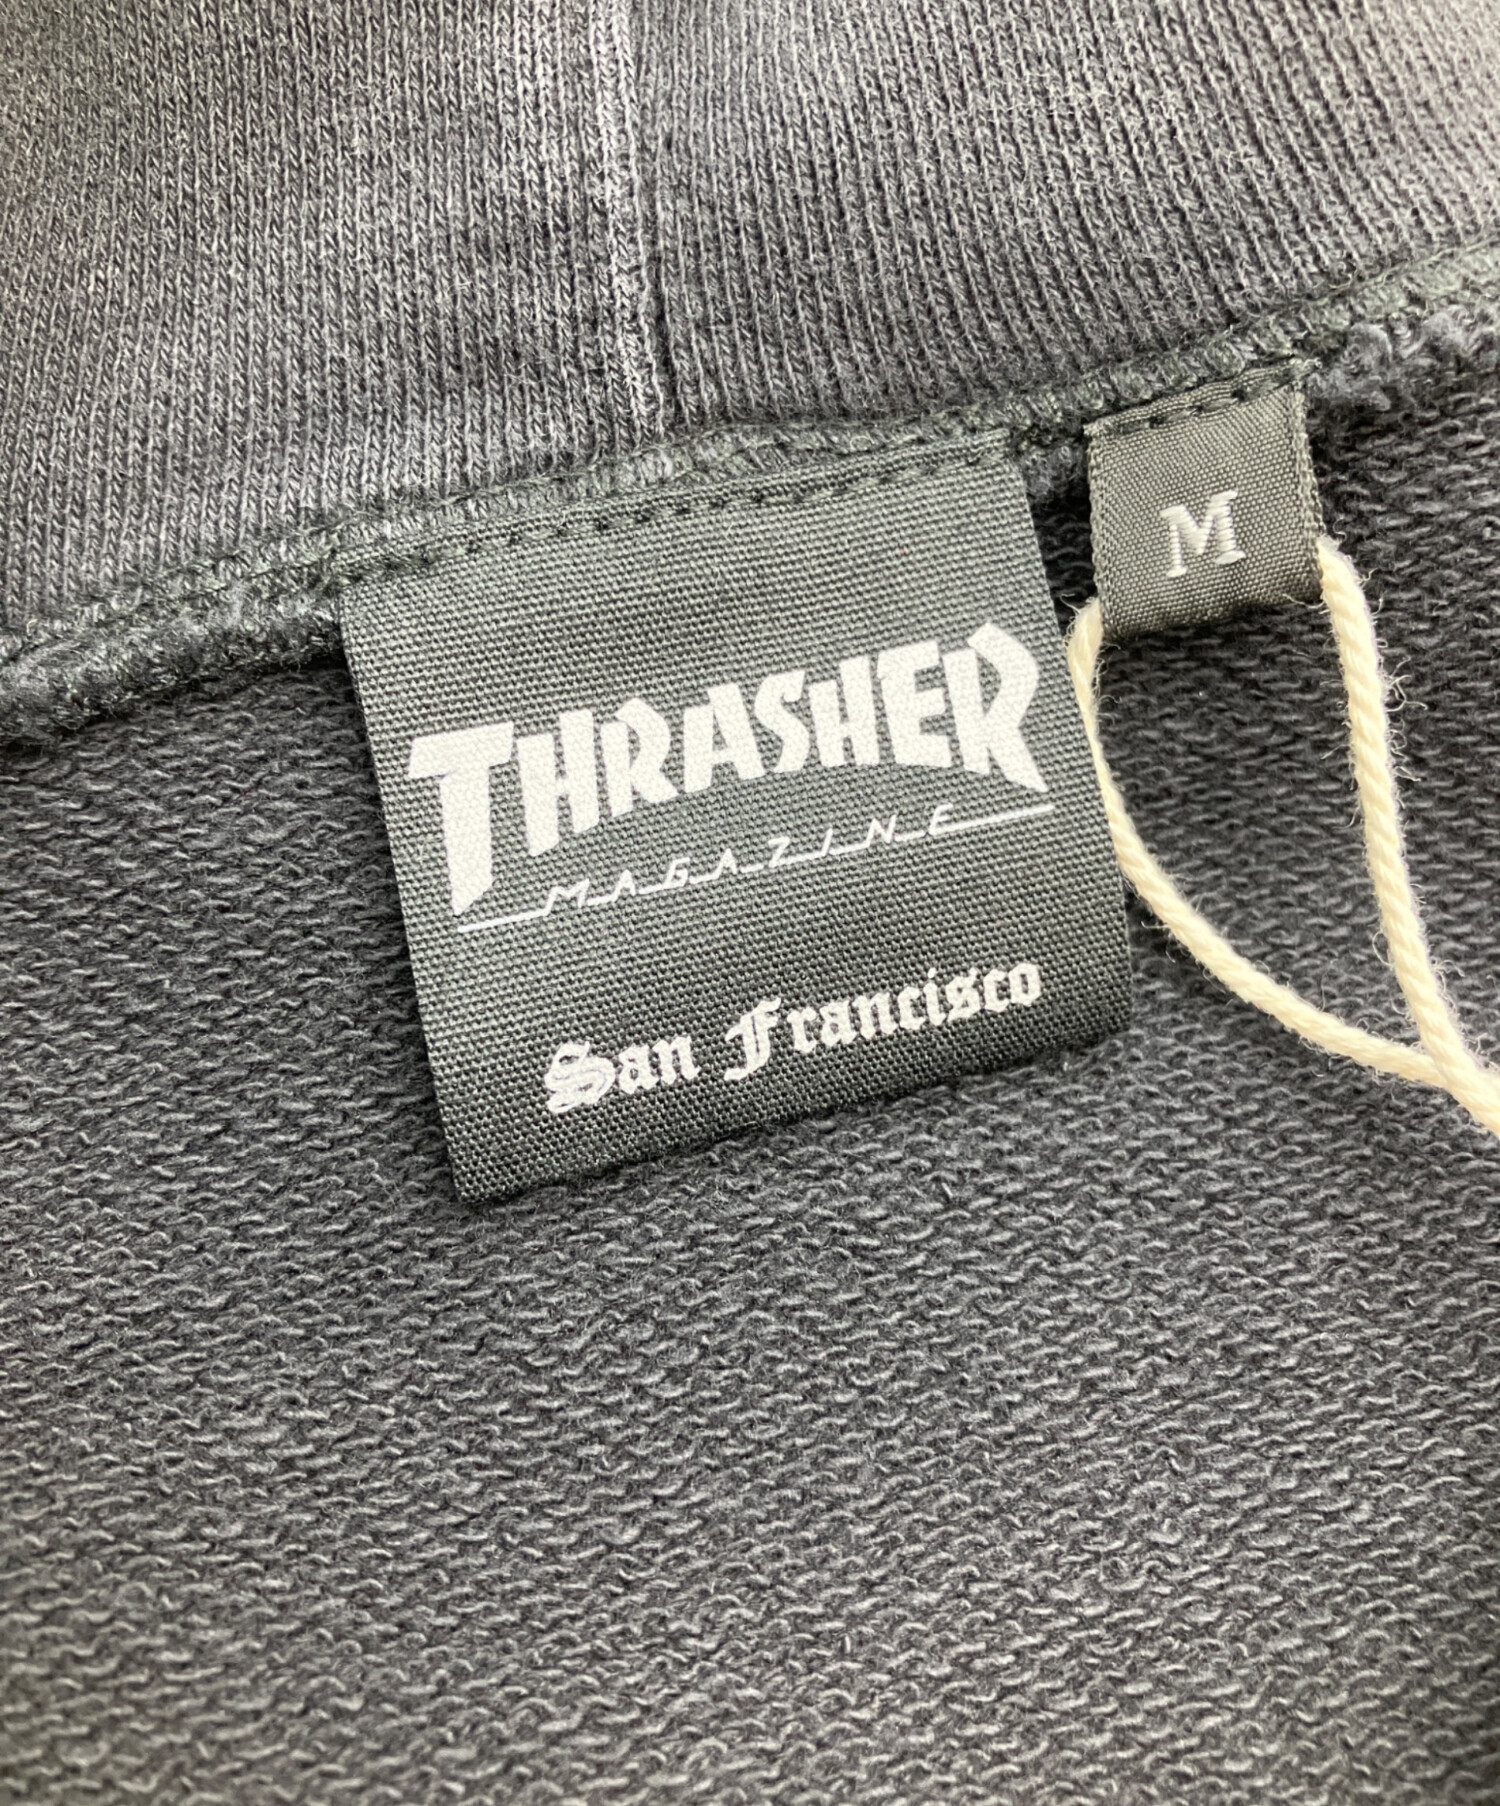 M
THRASHER
MAGAZINE
San Francisco